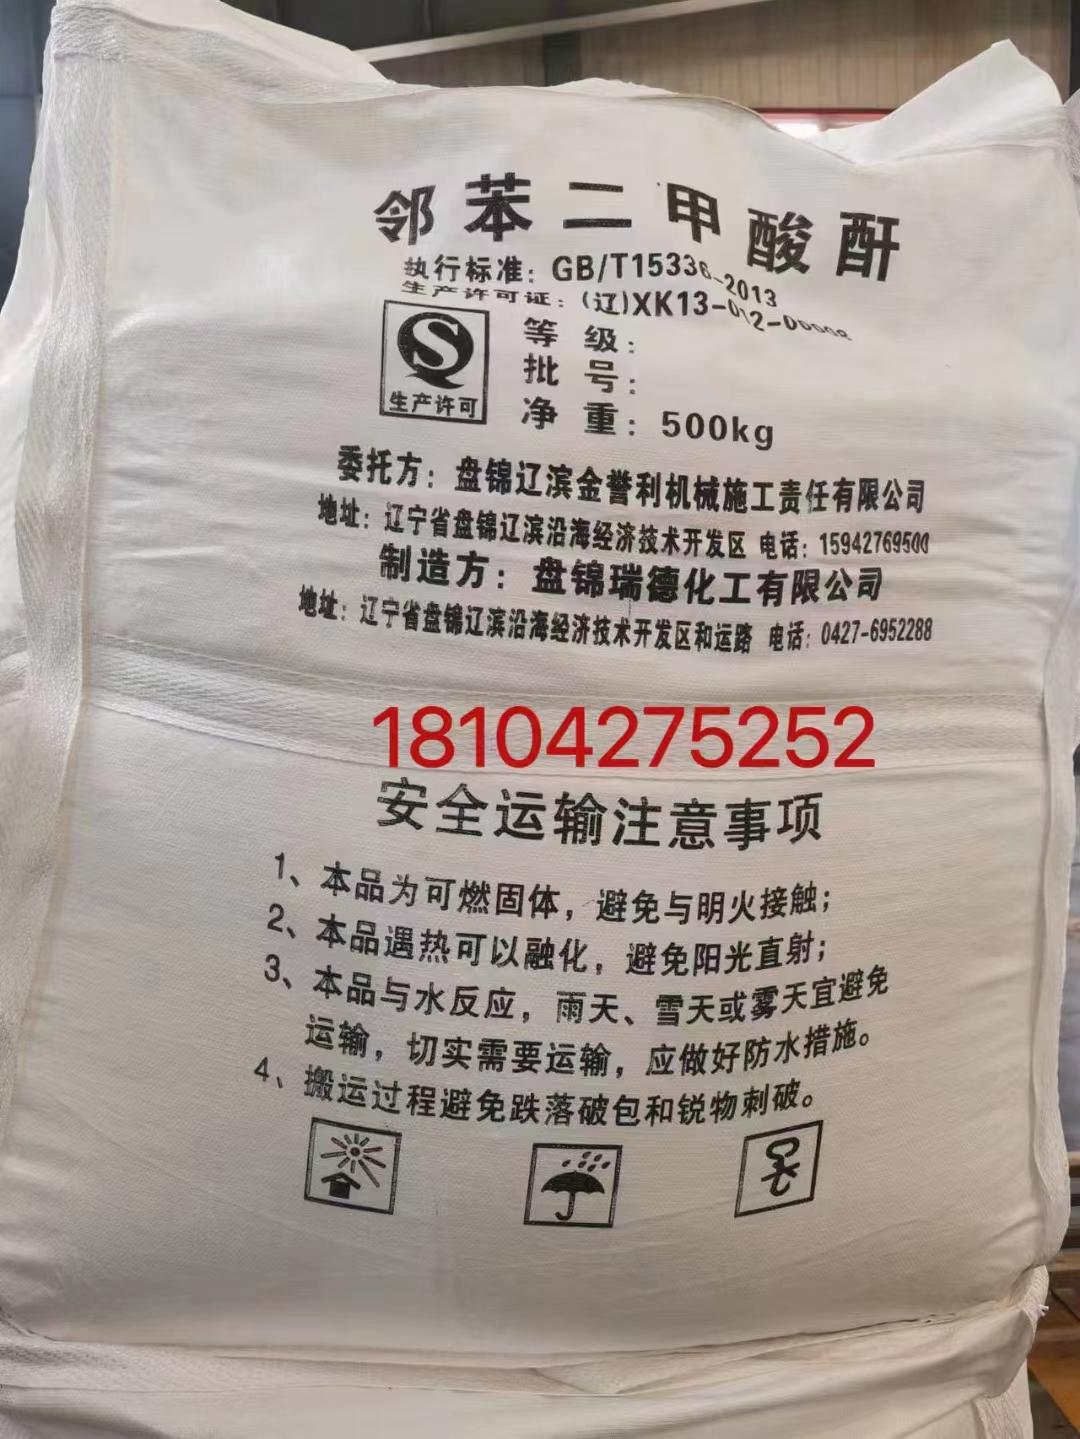 邻苯二甲酸酐
执行标准：GB/T15336-2013
生产许可证：(辽)XK13-012-
等级：
批号：
净重：500kg
生产许可
委托方：盘锦辽滨金誉利机械施工责任有限公司
地址：辽宁省盘锦辽滨沿海经济技术开发区 电话：15942769500
制造方：盘锦瑞德化工有限公司
地址：辽宁省盘锦辽滨沿海经济技术开发区和运路 电话：0427-6952288
18104275252
安全运输注意事项
1、本品为可燃固体，避免与明火接触；
2、本品遇热可以融化，避免阳光直射；
3、本品与水反应，雨天、雪天或雾天宜避免
运输，切实需要运输，应做好防水措施。
4、搬运过程避免跌落破包和锐物刺破。